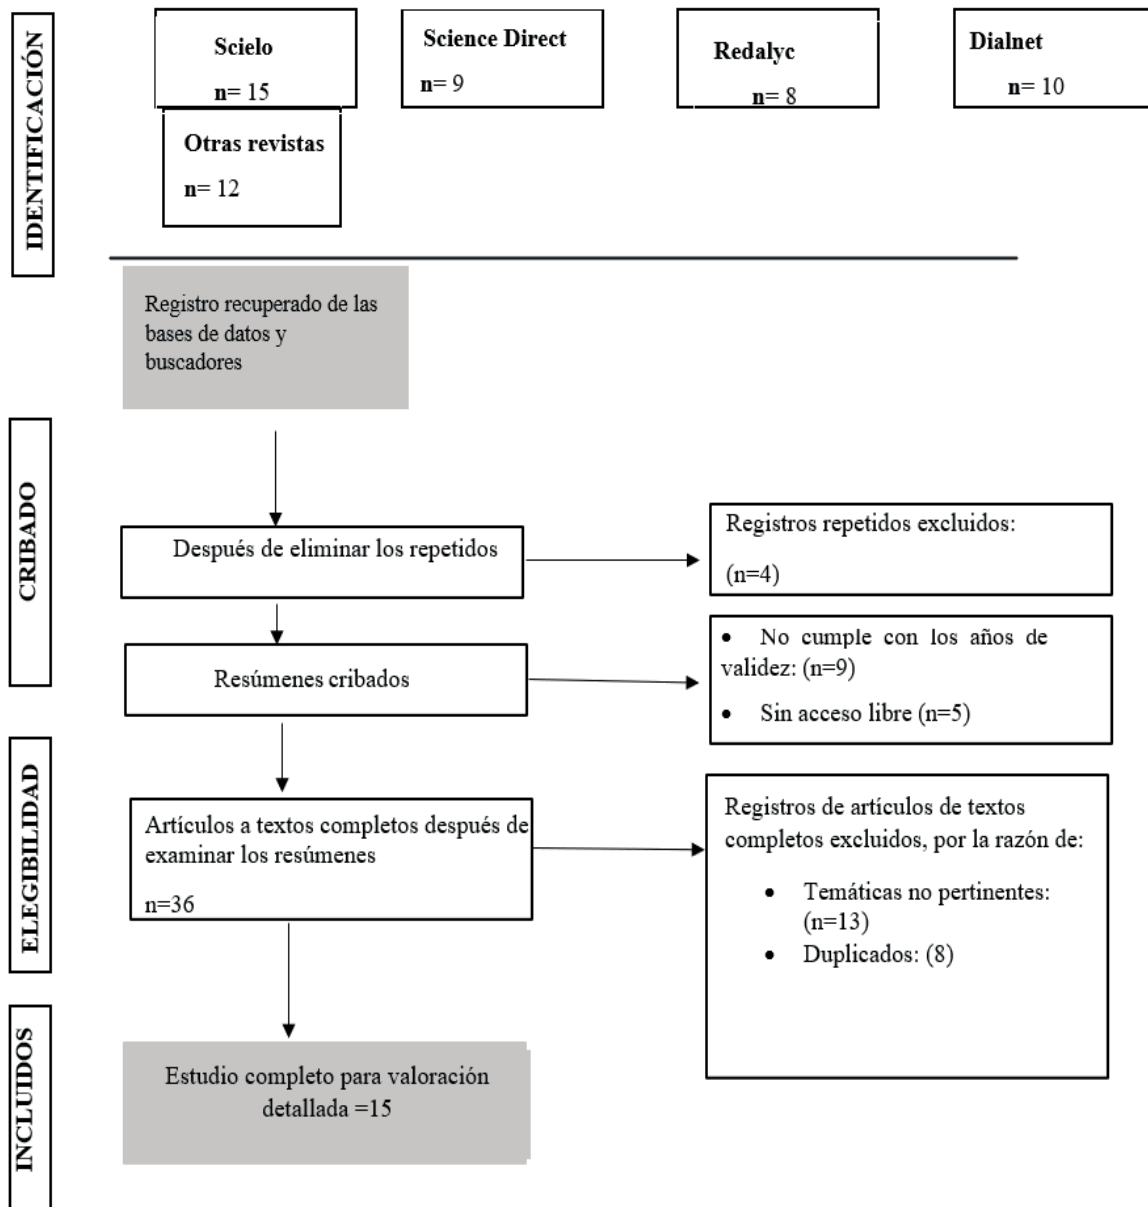 IDENTIFICACIÓN
Scielo
n= 15
Science Direct
n= 9
Redalyc
n= 8
Dialnet
n= 10
Otras revistas
n= 12
Registro recuperado de las
bases de datos y
buscadores
CRIBADO
Después de eliminar los repetidos
Registros repetidos excluidos:
(n=4)
Resúmenes cribados
• No cumple con los años de
validez: (n=9)
• Sin acceso libre (n=5)
ELEGIBILIDAD
Artículos a textos completos después de
examinar los resúmenes
n=36
Registros de artículos de textos
completos excluidos, por la razón de:
• Temáticas no pertinentes:
(n=13)
• Duplicados: (8)
INCLUIDOS
Estudio completo para valoración
detallada =15